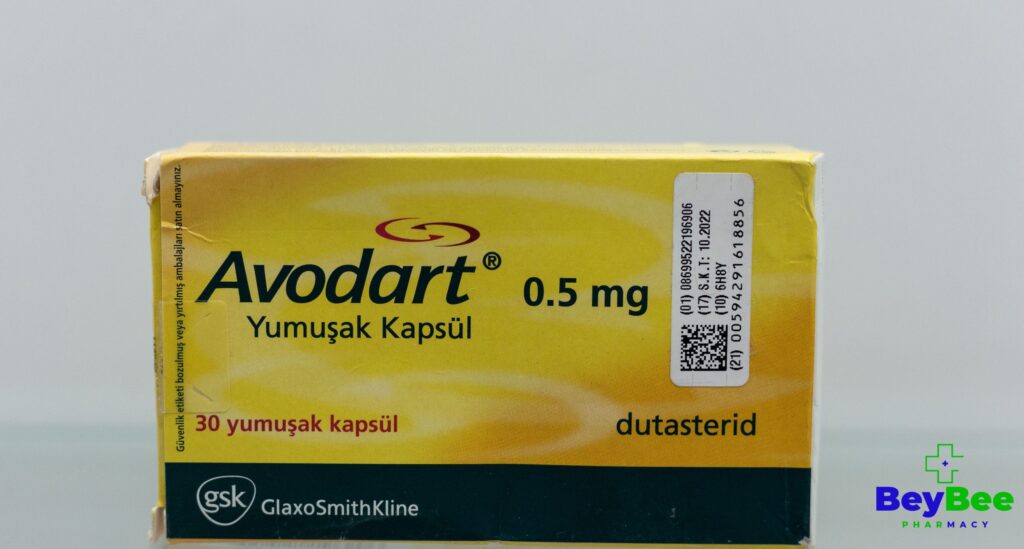 Güvenlik etiketi bozulmuş veya yırtılmış ambalajları satın almayınız.
Avodart®
0.5 mg
Yumuşak Kapsül
30 yumuşak kapsül
dutasterid
(01) 08699522196906
(17) S.K.T: 10.2022
(10) 6H8Y
(21) 00594291618856
gsk GlaxoSmithKline
BeyBee
PHARMACY